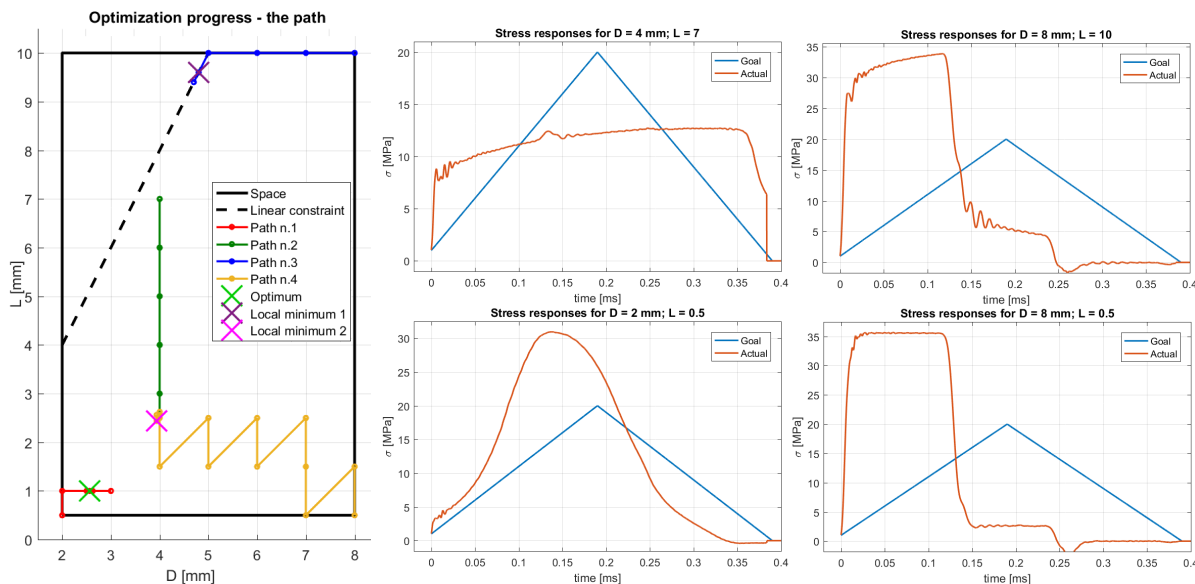 Optimization progress - the path
L [mm]
10
9
8
7
6
5
4
3
2
1
0
Space
Linear constraint
Path n.1
Path n.2
Path n.3
Path n.4
Optimum
Local minimum 1
Local minimum 2
2 3 4 5 6 7 8
D [mm]
Stress responses for D = 4 mm; L = 7
σ [MPa]
20
15
10
5
0
Goal
Actual
0 0.05 0.1 0.15 0.2 0.25 0.3 0.35 0.4
time [ms]
Stress responses for D = 8 mm; L = 10
σ [MPa]
35
30
25
20
15
10
5
0
Goal
Actual
0 0.05 0.1 0.15 0.2 0.25 0.3 0.35 0.4
time [ms]
Stress responses for D = 2 mm; L = 0.5
σ [MPa]
30
25
20
15
10
5
0
Goal
Actual
0 0.05 0.1 0.15 0.2 0.25 0.3 0.35 0.4
time [ms]
Stress responses for D = 8 mm; L = 0.5
σ [MPa]
35
30
25
20
15
10
5
0
Goal
Actual
0 0.05 0.1 0.15 0.2 0.25 0.3 0.35 0.4
time [ms]